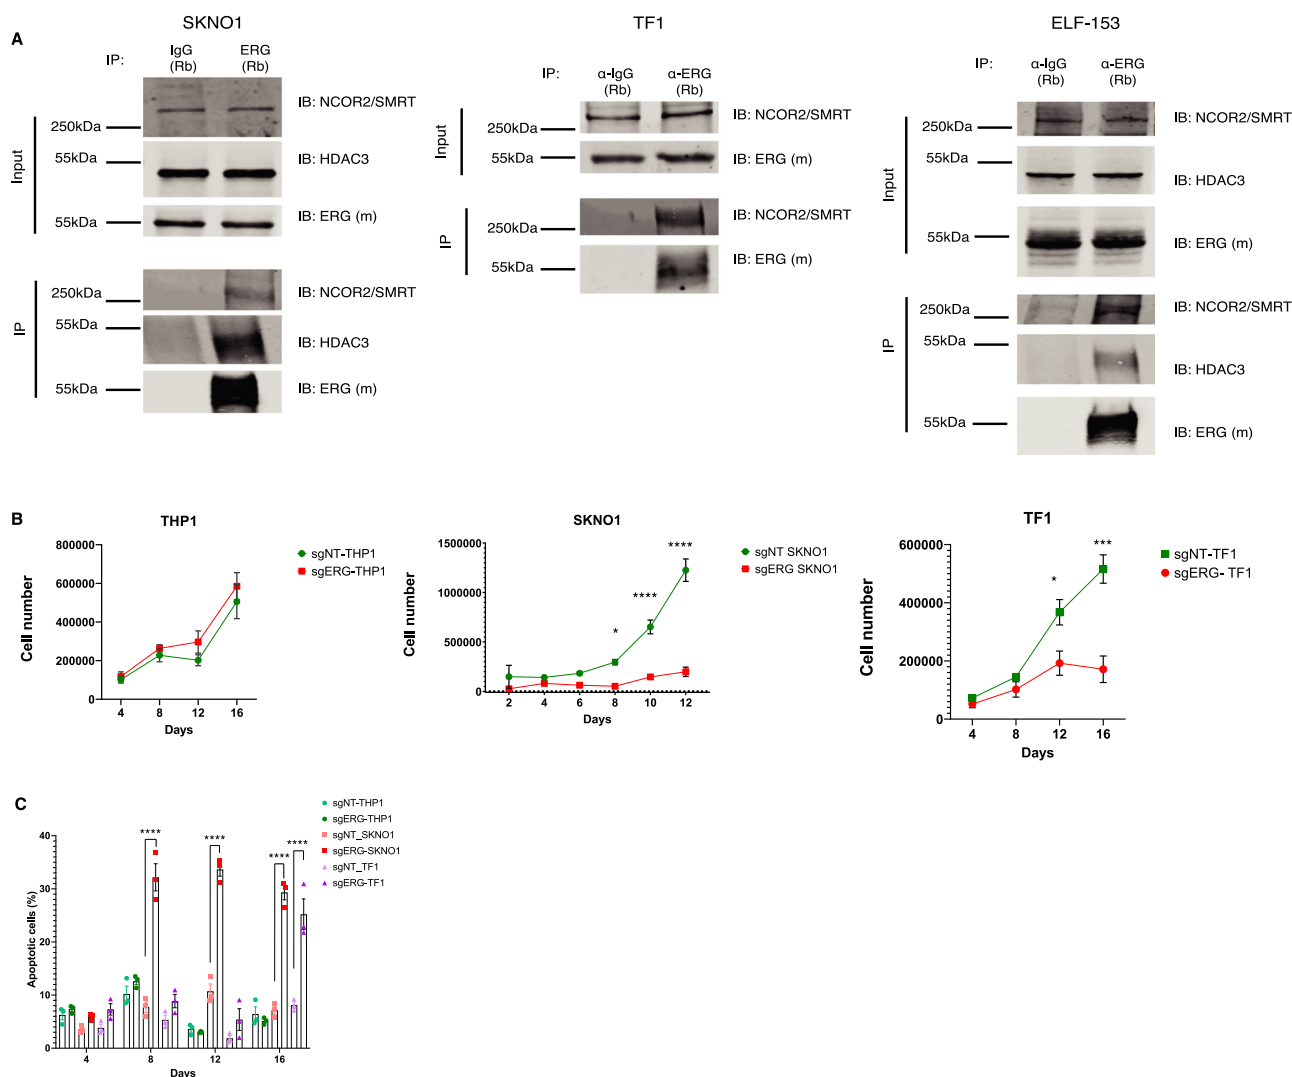 A
SKNO1
IP:
IgG
(Rb)
ERG
(Rb)
Input
IB: NCOR2/SMRT
250kDa
55kDa
IB: HDAC3
55kDa
IB: ERG (m)
IP
250kDa
IB: NCOR2/SMRT
55kDa
IB: HDAC3
55kDa
IB: ERG (m)
TF1
IP:
α-IgG
(Rb)
α-ERG
(Rb)
Input
IB: NCOR2/SMRT
250kDa
55kDa
IB: ERG (m)
IP
IB: NCOR2/SMRT
250kDa
IB: ERG (m)
55kDa
ELF-153
IP:
α-IgG
(Rb)
α-ERG
(Rb)
Input
IB: NCOR2/SMRT
250kDa
55kDa
IB: HDAC3
55kDa
IB: ERG (m)
IP
IB: NCOR2/SMRT
250kDa
55kDa
IB: HDAC3
55kDa
IB: ERG (m)
B
THP1
Cell number
800000
600000
400000
200000
0
4 8 12 16
Days
sgNT-THP1
sgERG-THP1
SKNO1
Cell number
1500000
1000000
500000
0
2 4 6 8 10 12
Days
*
****
****
sgNT SKNO1
sgERG SKNO1
TF1
Cell number
600000
400000
200000
0
4 8 12 16
Days
*
***
sgNT-TF1
sgERG- TF1
C
Apoptotic cells (%)
40
30
20
10
0
4 8 12 16
Days
****
****
****
****
sgNT-THP1
sgERG-THP1
sgNT_SKNO1
sgERG-SKNO1
sgNT_TF1
sgERG-TF1